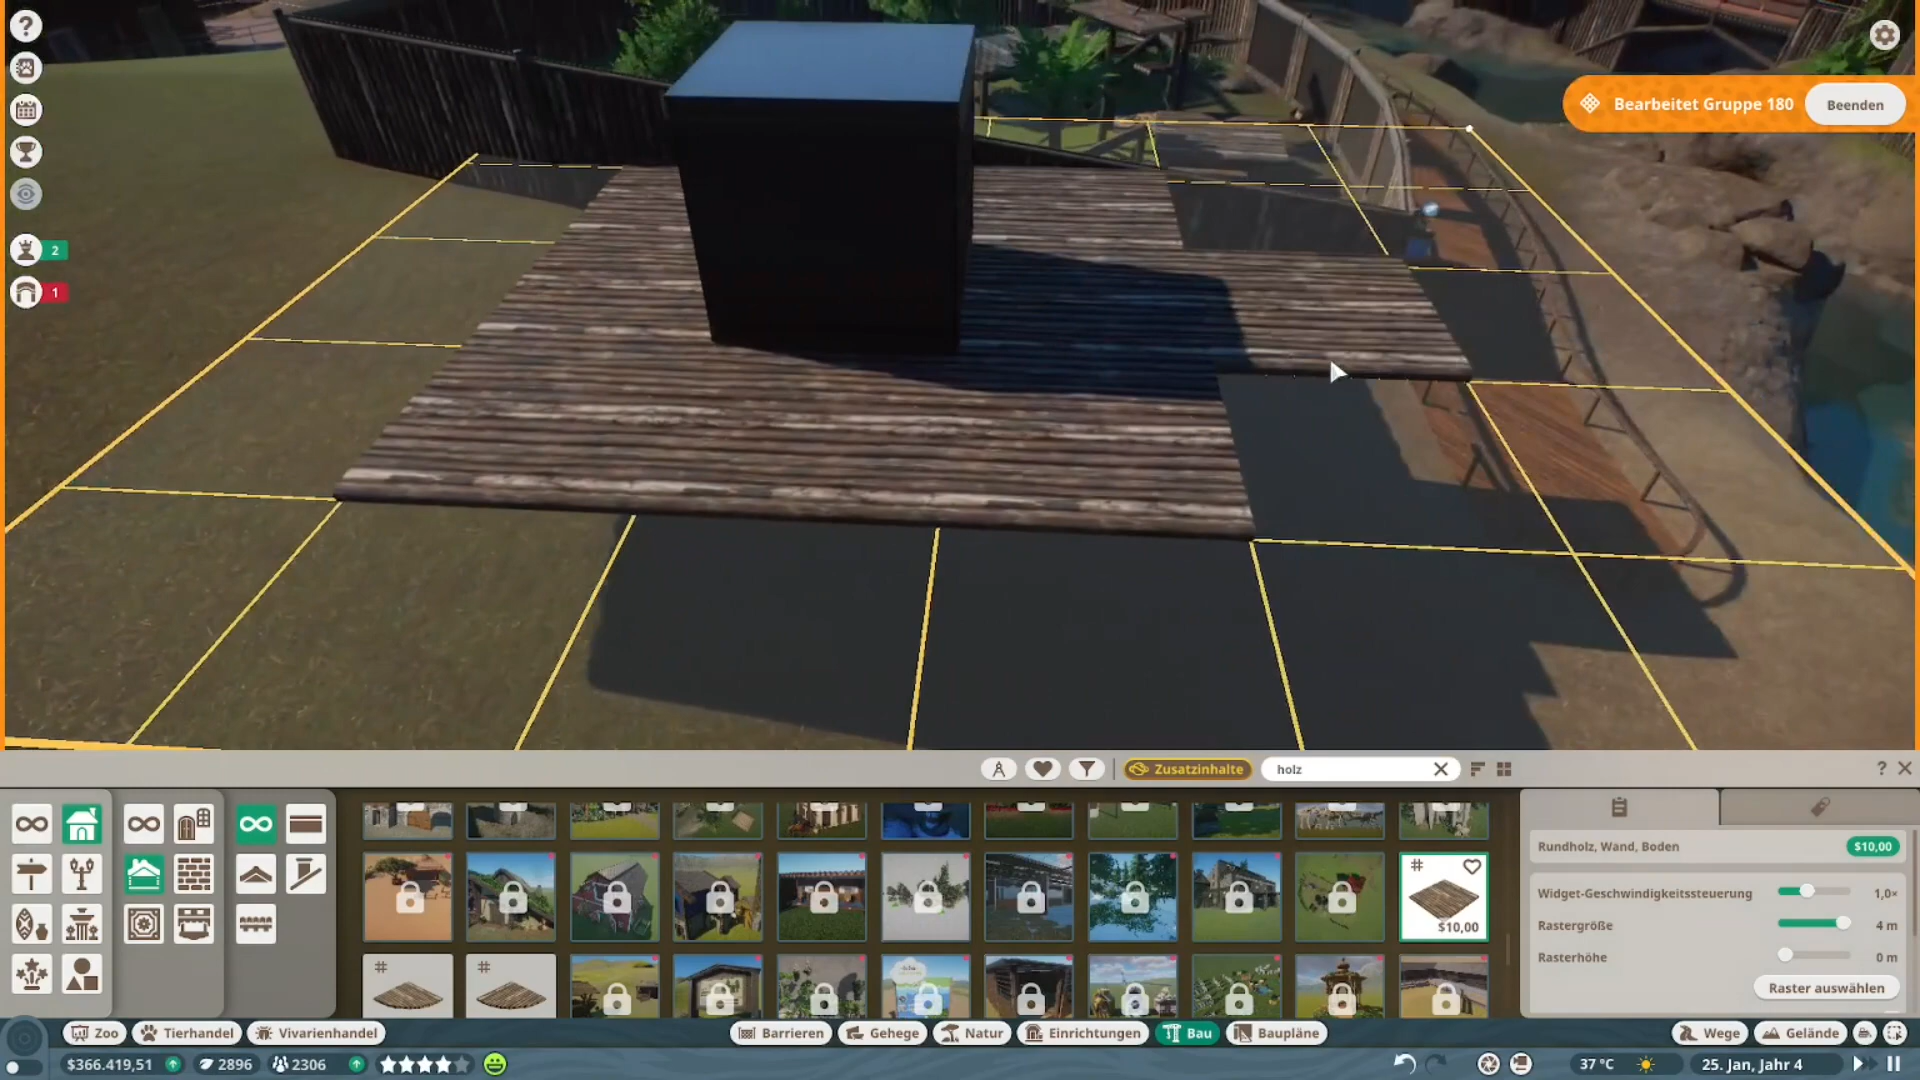 Bearbeitet Gruppe 180
Beenden
2
1
Zusatzinhalte
holz
Rundholz, Wand, Boden
$10,00
Widget-Geschwindigkeitssteuerung
1,0×
Rastergröße
4 m
Rasterhöhe
0 m
Raster auswählen
$10,00
Zoo
Tierhandel
Vivarienhandel
Barrieren
Gehege
Natur
Einrichtungen
Bau
Baupläne
Wege
Gelände
$366.419,51
2896
2306
37 °C
25. Jan, Jahr 4